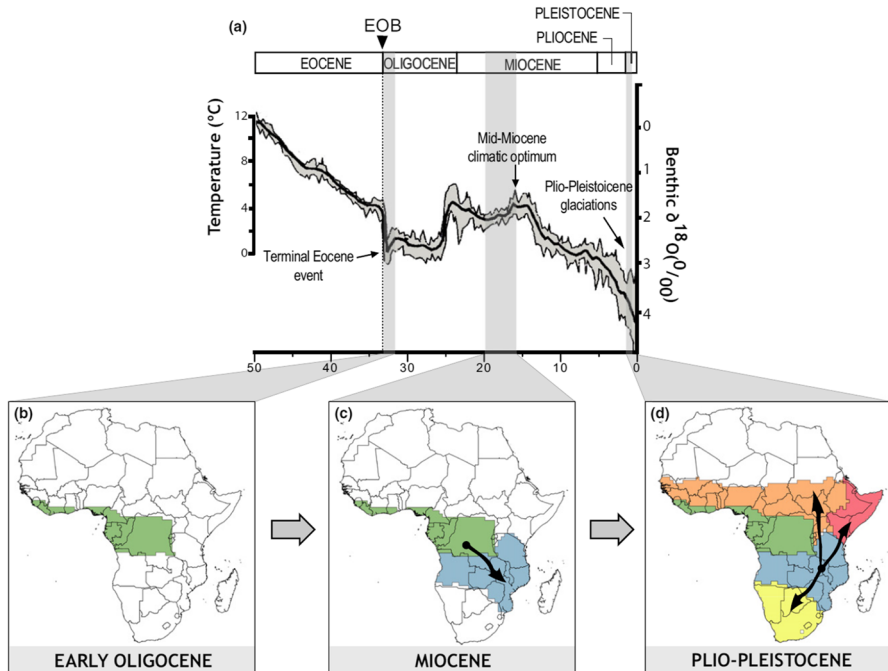 PLEISTOCENE
EOB
PLIOCENE
(a)
EOCENE OLIGOCENE MIOCENE
Temperature (°C)
12
8
4
0
Mid-Miocene
climatic optimum
Plio-Pleistoicene
glaciations
Terminal Eocene
event
Benthic ∂18O(0/00)
0
1
2
3
4
50 40 30 20 10 0
(b)
EARLY OLIGOCENE
(c)
MIOCENE
(d)
PLIO-PLEISTOCENE